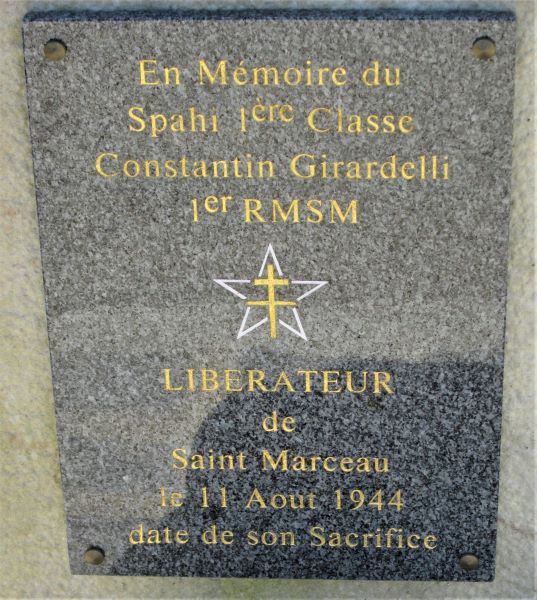 En Mémoire du
Spahi 1ère Classe
Constantin Girardelli
1er RMSM
LIBERATEUR
de
Saint Marceau
le 11 Aout 1944
date de son Sacrifice